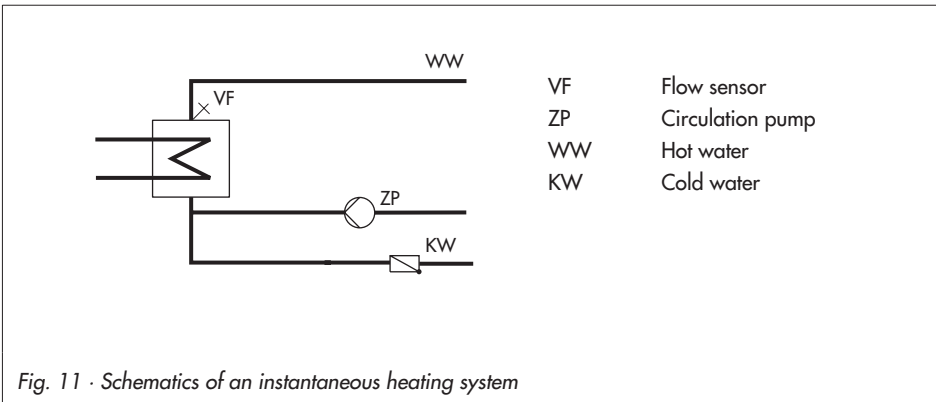 WW
VF
ZP
KW
VF Flow sensor
ZP Circulation pump
WW Hot water
KW Cold water
Fig. 11 · Schematics of an instantaneous heating system